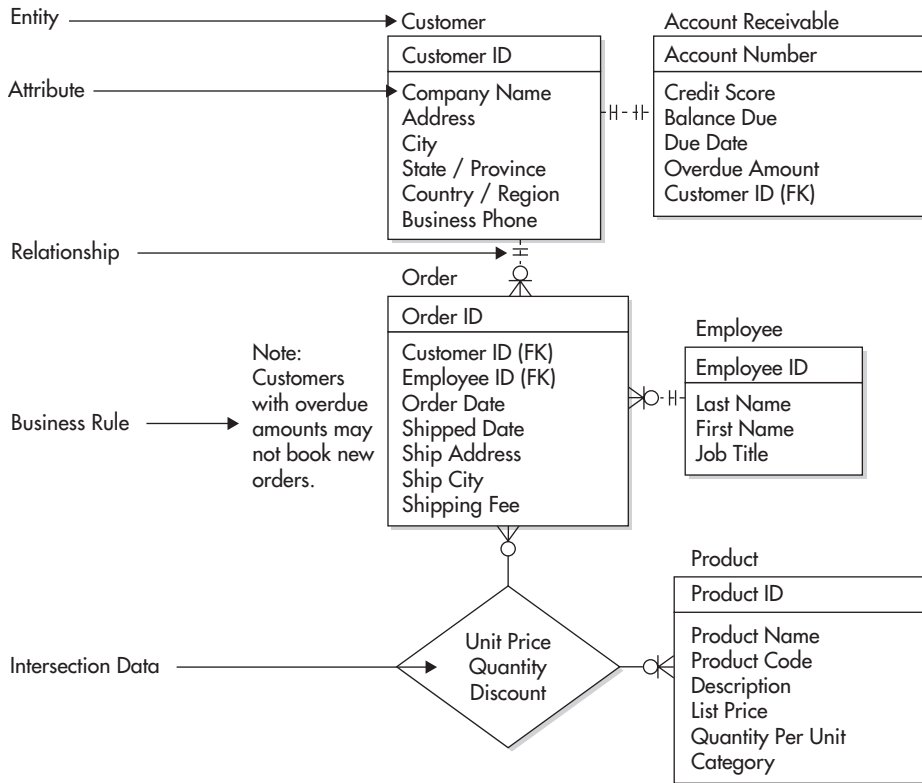 Entity
Customer
Account Receivable
Customer ID
Account Number
Attribute
Company Name
Address
City
State / Province
Country / Region
Business Phone
Credit Score
Balance Due
Due Date
Overdue Amount
Customer ID (FK)
Relationship
Order
Order ID
Customer ID (FK)
Employee ID (FK)
Order Date
Shipped Date
Ship Address
Ship City
Shipping Fee
Employee
Employee ID
Last Name
First Name
Job Title
Business Rule
Note:
Customers
with overdue
amounts may
not book new
orders.
Product
Product ID
Product Name
Product Code
Description
List Price
Quantity Per Unit
Category
Intersection Data
Unit Price
Quantity
Discount